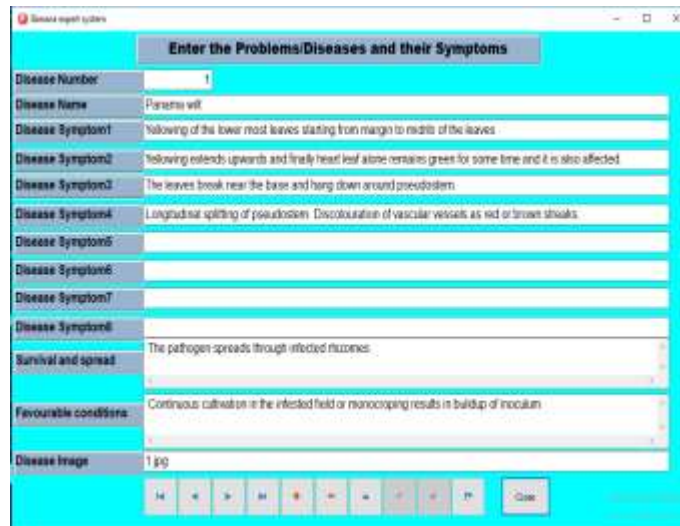 Banana expert system
Enter the Problems/Diseases and their Symptoms
Disease Number 1
Disease Name Panama wilt
Disease Symptom1 Yellowing of the lower most leaves starting from margin to midrib of the leaves
Disease Symptom2 Yellowing extends upwards and finally heart leaf alone remains green for some time and it is also affected
Disease Symptom3 The leaves break near the base and hang down around pseudostem
Disease Symptom4 Longitudinal splitting of pseudostem. Discolouration of vascular vessels as red or brown streaks.
Disease Symptom5
Disease Symptom6
Disease Symptom7
Disease Symptom8
Survival and spread The pathogen spreads through infected rhizomes
Favourable conditions Continuous cultivation in the infested field or monocroping results in buildup of inoculum
Disease Image 1.jpg
Close